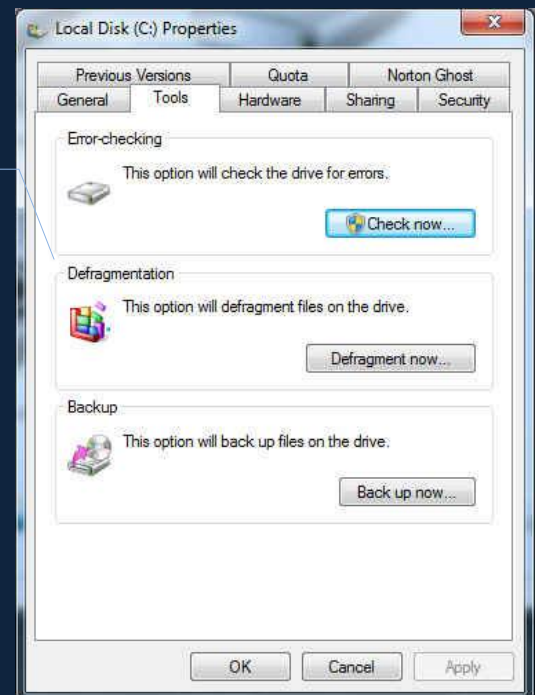 Local Disk (C:) Properties
Previous Versions Quota Norton Ghost
General Tools Hardware Sharing Security
Error-checking
This option will check the drive for errors.
Check now...
Defragmentation
This option will defragment files on the drive.
Defragment now...
Backup
This option will back up files on the drive.
Back up now...
OK Cancel Apply